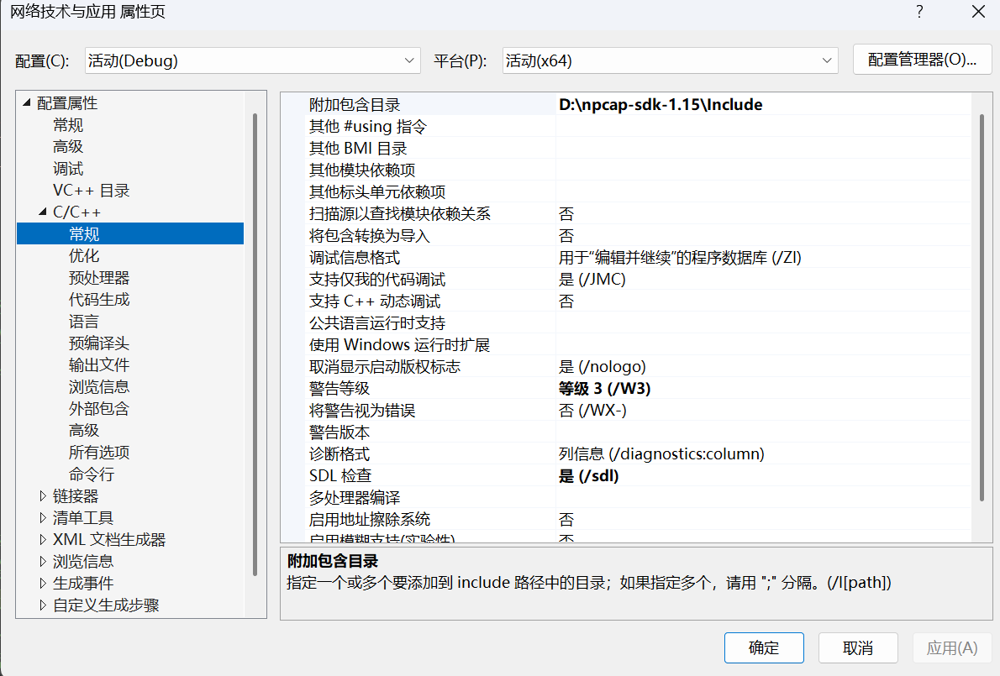 网络技术与应用 属性页
?
配置(C): 活动(Debug) 平台(P): 活动(x64) 配置管理器(O)...
配置属性
常规
高级
调试
VC++ 目录
C/C++
常规
优化
预处理器
代码生成
语言
预编译头
输出文件
浏览信息
外部包含
高级
所有选项
命令行
链接器
清单工具
XML 文档生成器
浏览信息
生成事件
自定义生成步骤
附加包含目录 D:\npcap-sdk-1.15\Include
其他 #using 指令
其他 BMI 目录
其他模块依赖项
其他标头单元依赖项
扫描源以查找模块依赖关系 否
将包含转换为导入 否
调试信息格式 用于“编辑并继续”的程序数据库 (/ZI)
支持仅我的代码调试 是 (/JMC)
支持 C++ 动态调试 否
公共语言运行时支持
使用 Windows 运行时扩展
取消显示启动版权标志 是 (/nologo)
警告等级 等级 3 (/W3)
将警告视为错误 否 (/WX-)
警告版本
诊断格式 列信息 (/diagnostics:column)
SDL 检查 是 (/sdl)
多处理器编译
启用地址擦除系统 否
启用模糊支持(实验性) 否
附加包含目录
指定一个或多个要添加到 include 路径中的目录；如果指定多个，请用 ";" 分隔。(/I[path])
确定 取消 应用(A)